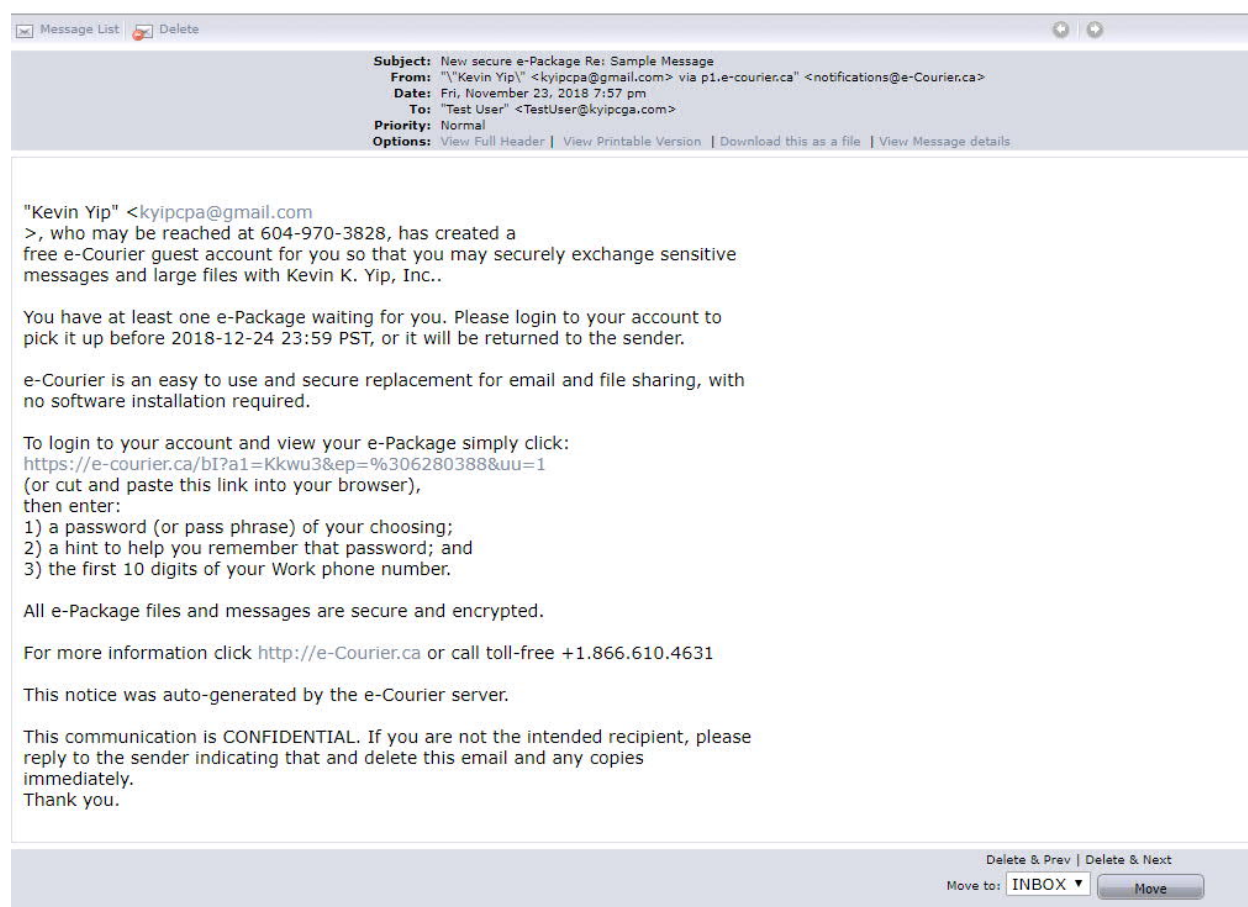 Message List Delete
Subject: New secure e-Package Re: Sample Message
From: "\"Kevin Yip\" <kyipcpa@gmail.com> via p1.e-courier.ca" <notifications@e-Courier.ca>
Date: Fri, November 23, 2018 7:57 pm
To: "Test User" <TestUser@kyipcga.com>
Priority: Normal
Options: View Full Header | View Printable Version | Download this as a file | View Message details
"Kevin Yip" <kyipcpa@gmail.com
>, who may be reached at 604-970-3828, has created a
free e-Courier guest account for you so that you may securely exchange sensitive
messages and large files with Kevin K. Yip, Inc..
You have at least one e-Package waiting for you. Please login to your account to
pick it up before 2018-12-24 23:59 PST, or it will be returned to the sender.
e-Courier is an easy to use and secure replacement for email and file sharing, with
no software installation required.
To login to your account and view your e-Package simply click:
https://e-courier.ca/bI?a1=Kkwu3&ep=%306280388&uu=1
(or cut and paste this link into your browser),
then enter:
1) a password (or pass phrase) of your choosing;
2) a hint to help you remember that password; and
3) the first 10 digits of your Work phone number.
All e-Package files and messages are secure and encrypted.
For more information click http://e-Courier.ca or call toll-free +1.866.610.4631
This notice was auto-generated by the e-Courier server.
This communication is CONFIDENTIAL. If you are not the intended recipient, please
reply to the sender indicating that and delete this email and any copies
immediately.
Thank you.
Delete & Prev | Delete & Next
Move to: INBOX Move